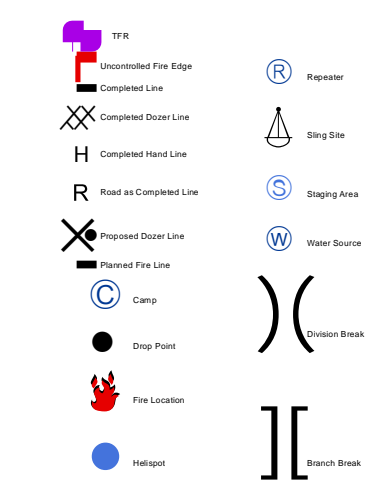 TFR
Uncontrolled Fire Edge
Completed Line
Completed Dozer Line
H Completed Hand Line
R Road as Completed Line
Proposed Dozer Line
Planned Fire Line
C Camp
Drop Point
Fire Location
Helispot
R Repeater
Sling Site
S Staging Area
W Water Source
Division Break
Branch Break